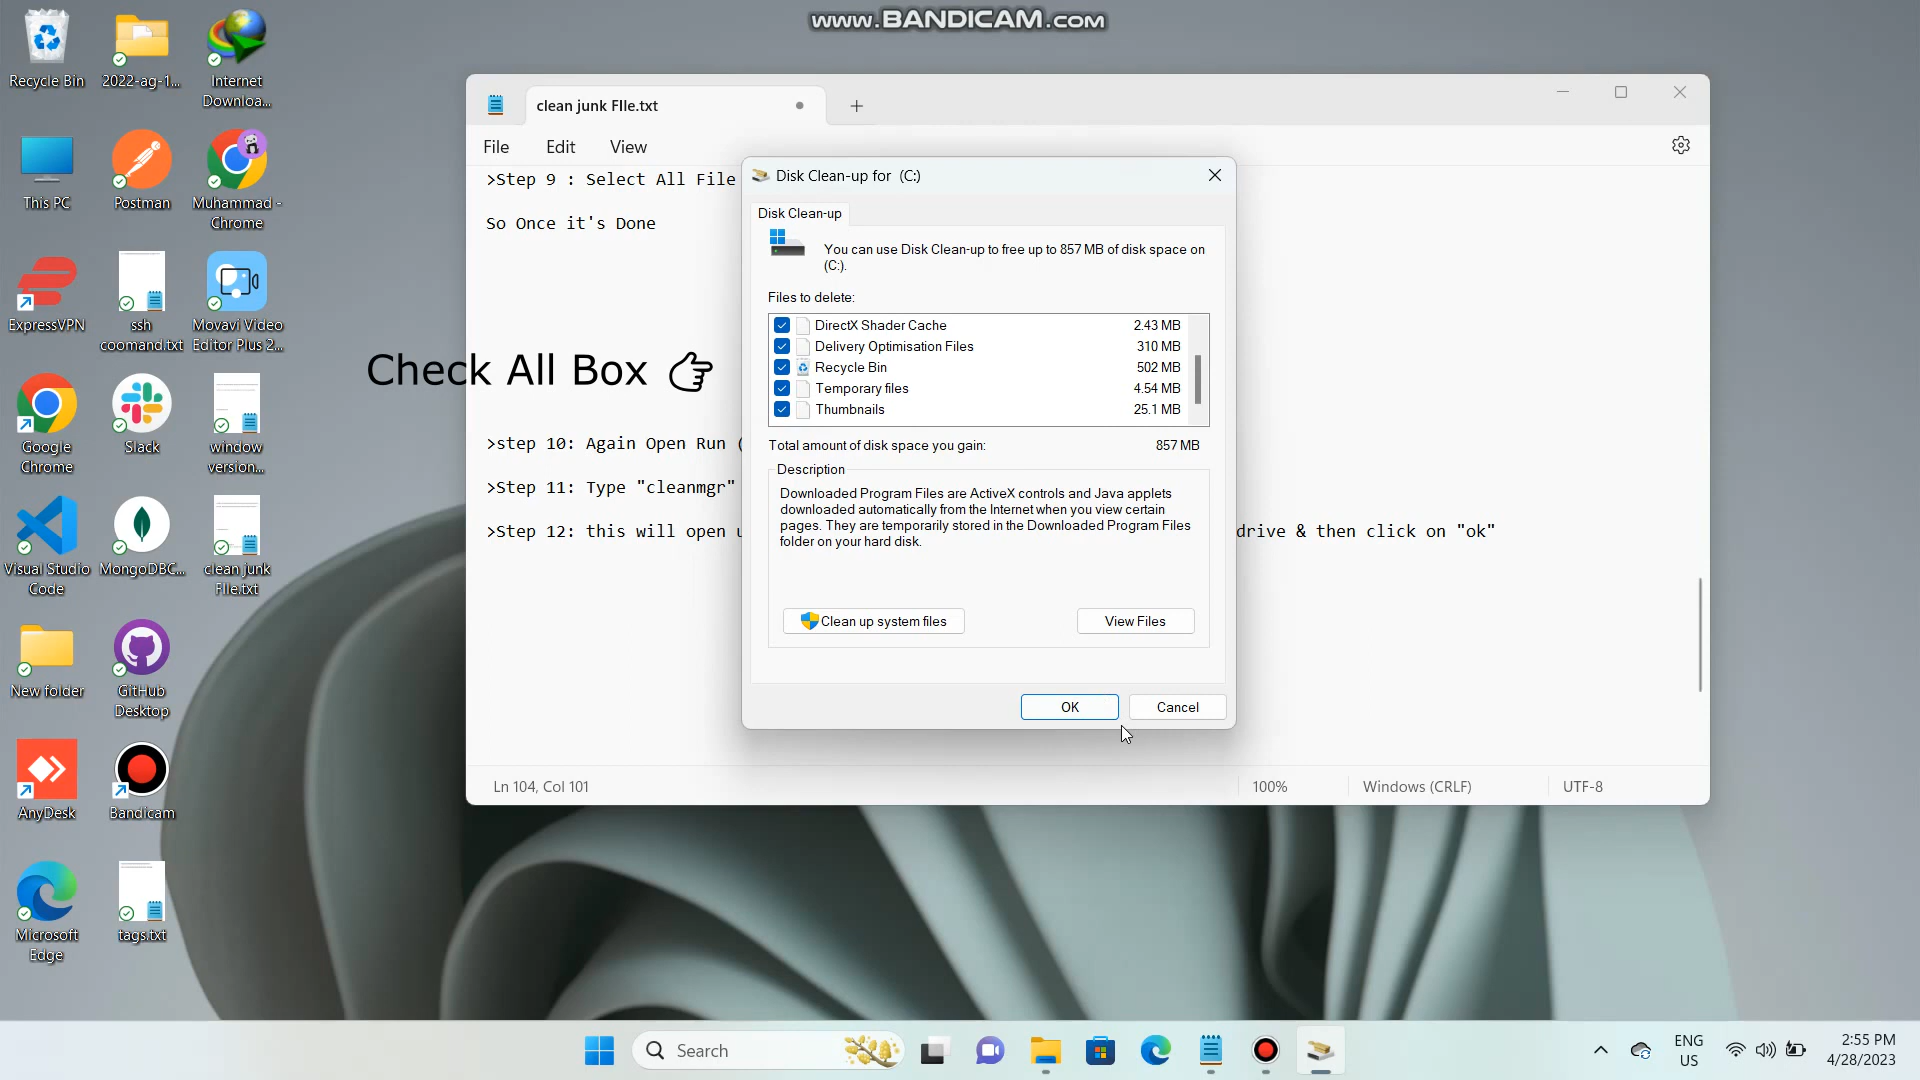 www.BANDICAM.com
Recycle Bin
2022-ag-1...
Internet
Downloa...
This PC
Postman
Muhammad -
Chrome
ExpressVPN
ssh
coomand.txt
Movavi Video
Editor Plus 2...
Google
Chrome
Slack
window
version...
Visual Studio
Code
MongoDBC...
clean junk
FIle.txt
New folder
GitHub
Desktop
AnyDesk
Bandicam
Microsoft
Edge
tags.txt
clean junk FIle.txt
File Edit View
>Step 9 : Select All File
So Once it's Done
Check All Box
>step 10: Again Open Run (
>Step 11: Type "cleanmgr"
>Step 12: this will open u
drive & then click on "ok"
Ln 104, Col 101
100%
Windows (CRLF)
UTF-8
Disk Clean-up for (C:)
Disk Clean-up
You can use Disk Clean-up to free up to 857 MB of disk space on
(C:).
Files to delete:
DirectX Shader Cache 2.43 MB
Delivery Optimisation Files 310 MB
Recycle Bin 502 MB
Temporary files 4.54 MB
Thumbnails 25.1 MB
Total amount of disk space you gain: 857 MB
Description
Downloaded Program Files are ActiveX controls and Java applets
downloaded automatically from the Internet when you view certain
pages. They are temporarily stored in the Downloaded Program Files
folder on your hard disk.
Clean up system files
View Files
OK
Cancel
Search
ENG
US
2:55 PM
4/28/2023